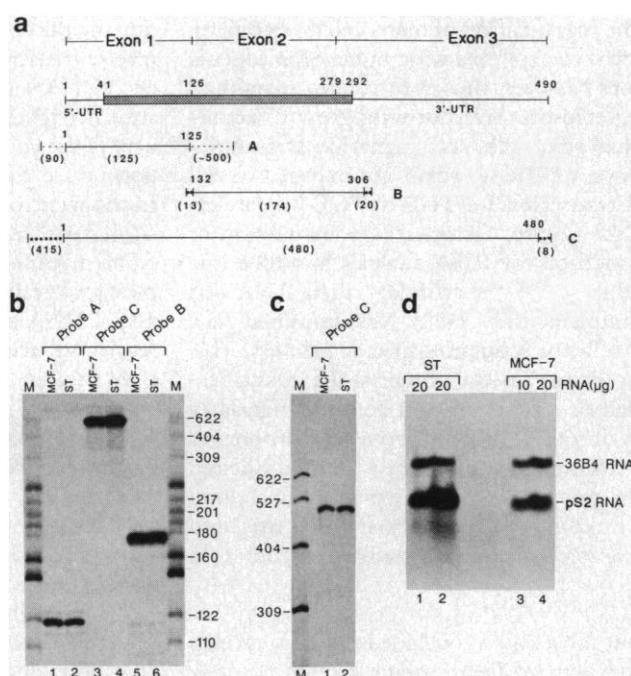 a
Exon 1 Exon 2 Exon 3
1 41 126 279 292 490
5'-UTR 3'-UTR
1 125
A
(90) (125) (~500)
132 306
B
(13) (174) (20)
1 480
C
(415) (480) (8)
b
Probe A Probe C Probe B
M MCF-7 ST MCF-7 ST MCF-7 ST M
622
404
309
217
201
180
160
122
110
1 2 3 4 5 6
c
Probe C
M MCF-7 ST
622
527
404
309
M 1 2
d
ST MCF-7
20 20 10 20 RNA(µg)
36B4 RNA
pS2 RNA
1 2 3 4